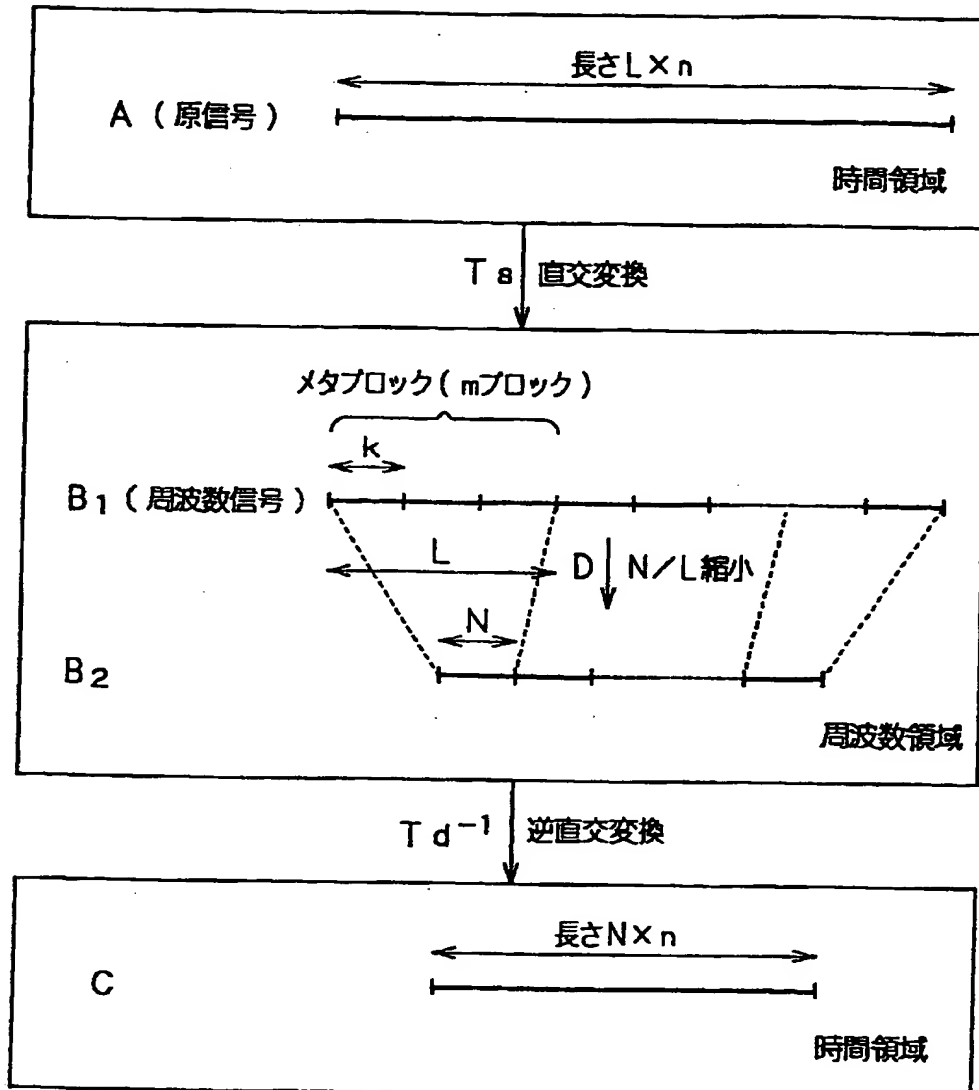 長さL×n
A(原信号)
時間領域
Ts 直交変換
メタブロック(mブロック)
k
B1(周波数信号)
L
D N/L縮小
N
B2
周波数領域
Td-1 逆直交変換
長さN×n
C
時間領域